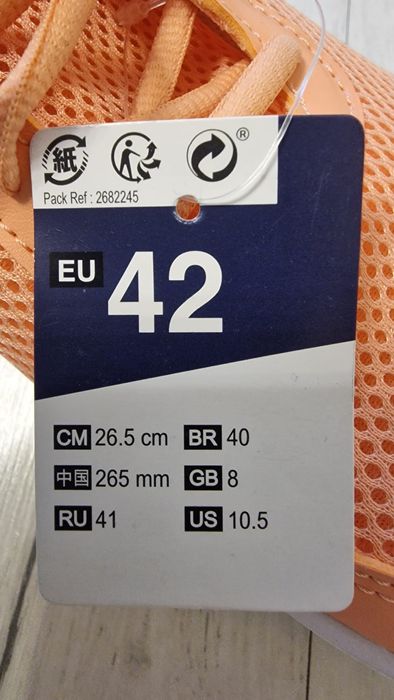 紙
®
Pack Ref : 2682245
EU 42
CM 26.5 cm BR 40
中国 265 mm GB 8
RU 41 US 10.5